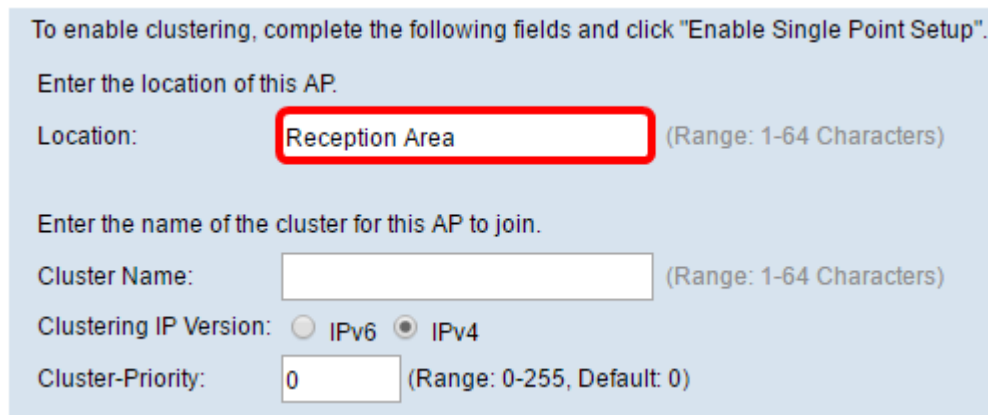 To enable clustering, complete the following fields and click "Enable Single Point Setup".
Enter the location of this AP.
Location: Reception Area (Range: 1-64 Characters)
Enter the name of the cluster for this AP to join.
Cluster Name: (Range: 1-64 Characters)
Clustering IP Version: IPv6 IPv4
Cluster-Priority: 0 (Range: 0-255, Default: 0)